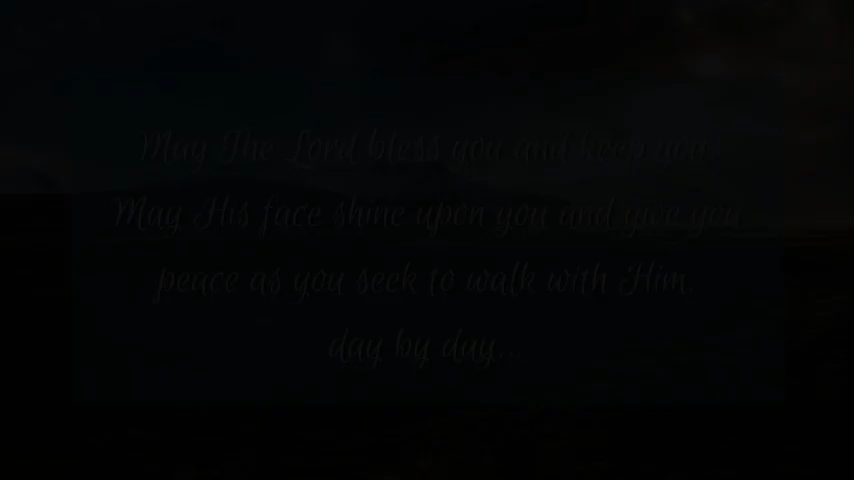 May The Lord bless you and keep you.
May His face shine upon you and give you
peace as you seek to walk with Him,
day by day...